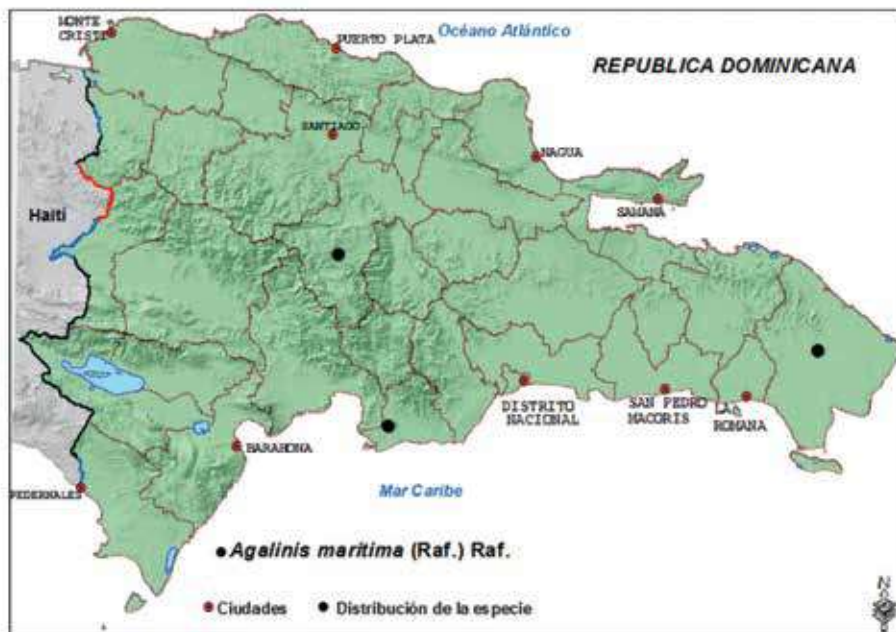 MONTE
CRISTI
PUERTO PLATA
Océano Atlántico
REPUBLICA DOMINICANA
SANTIAGO
NAGUA
SAMANA
Haití
DISTRITO
NACIONAL
SAN PEDRO
MACORIS
LA
ROMANA
BARAHONA
PEDERNALES
Mar Caribe
Agalinis maritima (Raf.) Raf.
Ciudades
Distribución de la especie
N
S